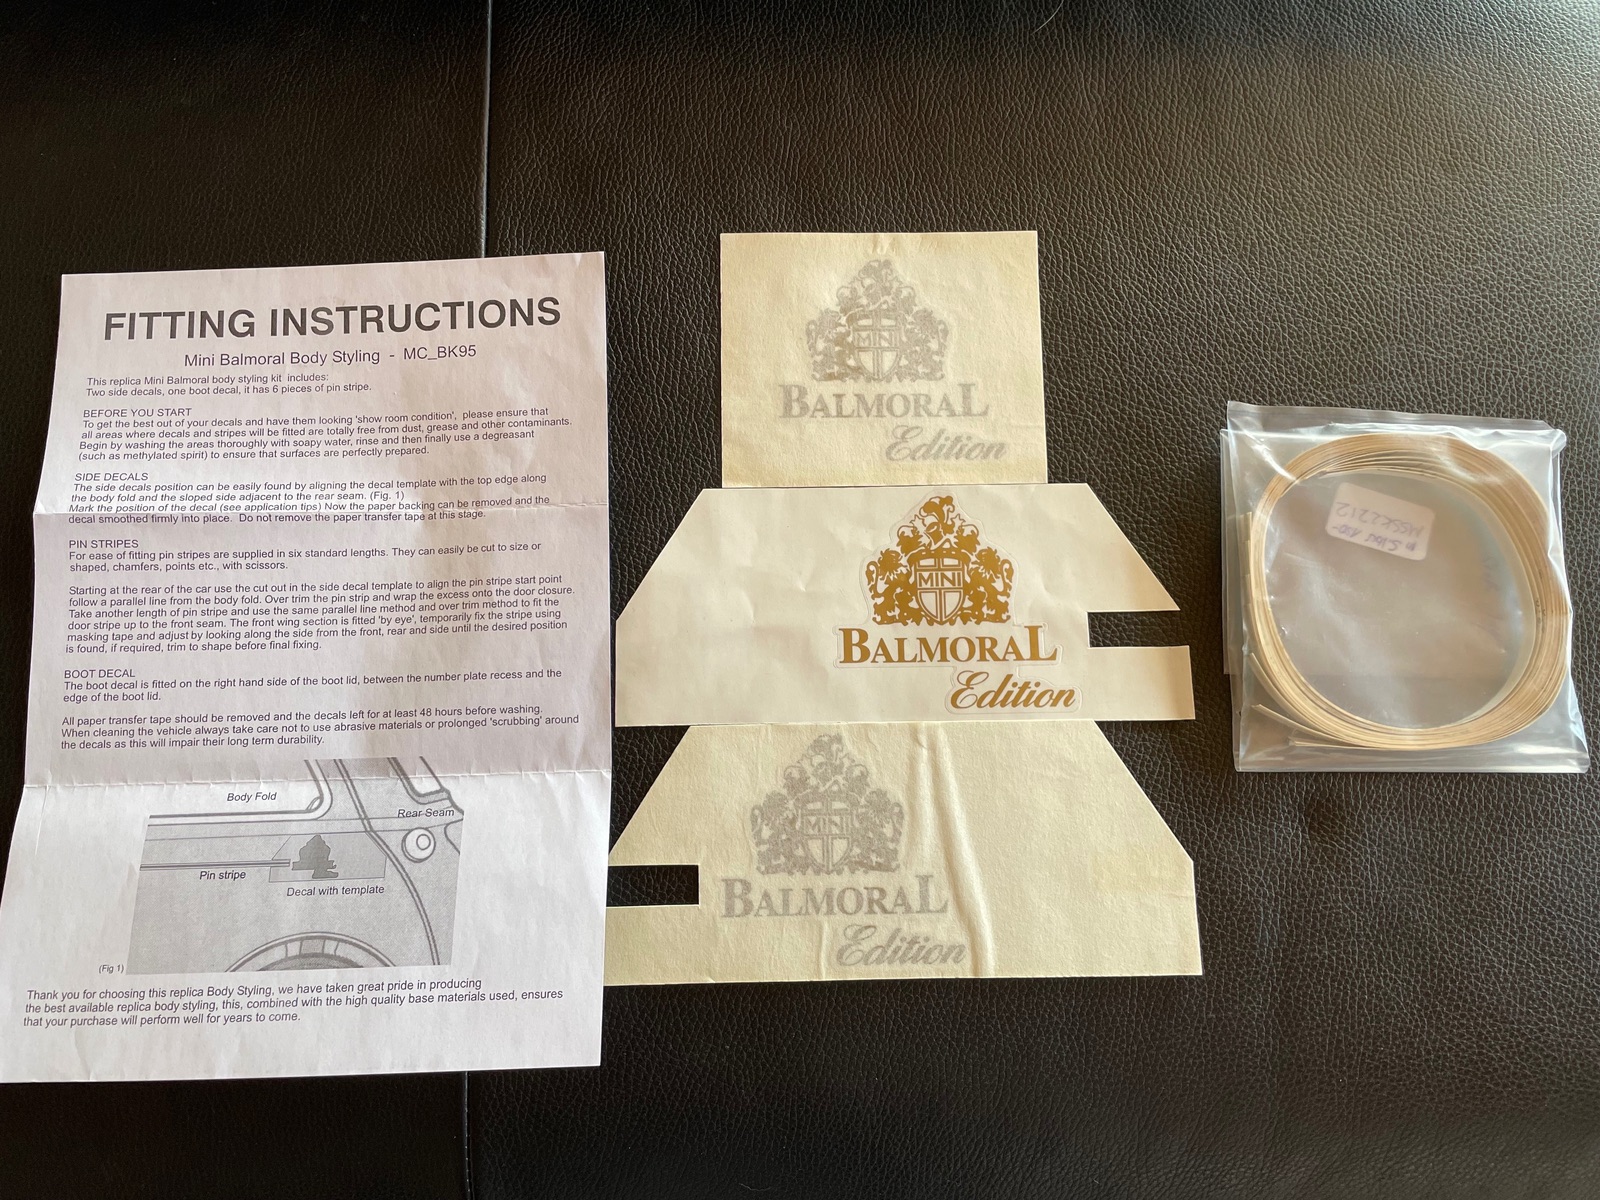 FITTING INSTRUCTIONS
Mini Balmoral Body Styling - MC_BK95
This replica Mini Balmoral body styling kit includes:
Two side decals, one boot decal, it has 6 pieces of pin stripe.
BEFORE YOU START
To get the best out of your decals and have them looking 'show room condition', please ensure that
all areas where decals and stripes will be fitted are totally free from dust, grease and other contaminants.
Begin by washing the areas thoroughly with soapy water, rinse and then finally use a degreasant
(such as methylated spirit) to ensure that surfaces are perfectly prepared.
SIDE DECALS
The side decals position can be easily found by aligning the decal template with the top edge along
the body fold and the sloped side adjacent to the rear seam. (Fig. 1)
Mark the position of the decal (see application tips) Now the paper backing can be removed and the
decal smoothed firmly into place. Do not remove the paper transfer tape at this stage.
PIN STRIPES
For ease of fitting pin stripes are supplied in six standard lengths. They can easily be cut to size or
shaped, chamfers, points etc., with scissors.
Starting at the rear of the car use the cut out in the side decal template to align the pin stripe start point
follow a parallel line from the body fold. Over trim the pin strip and wrap the excess onto the door closure.
Take another length of pin stripe and use the same parallel line method and over trim method to fit the
door stripe up to the front seam. The front wing section is fitted 'by eye', temporarily fix the stripe using
masking tape and adjust by looking along the side from the front, rear and side until the desired position
is found, if required, trim to shape before final fixing.
BOOT DECAL
The boot decal is fitted on the right hand side of the boot lid, between the number plate recess and the
edge of the boot lid.
All paper transfer tape should be removed and the decals left for at least 48 hours before washing.
When cleaning the vehicle always take care not to use abrasive materials or prolonged 'scrubbing' around
the decals as this will impair their long term durability.
Body Fold
Rear Seam
Pin stripe
Decal with template
(Fig 1)
Thank you for choosing this replica Body Styling, we have taken great pride in producing
the best available replica body styling, this, combined with the high quality base materials used, ensures
that your purchase will perform well for years to come.
MINI
BALMORAL
Edition
MINI
BALMORAL
Edition
MINI
BALMORAL
Edition